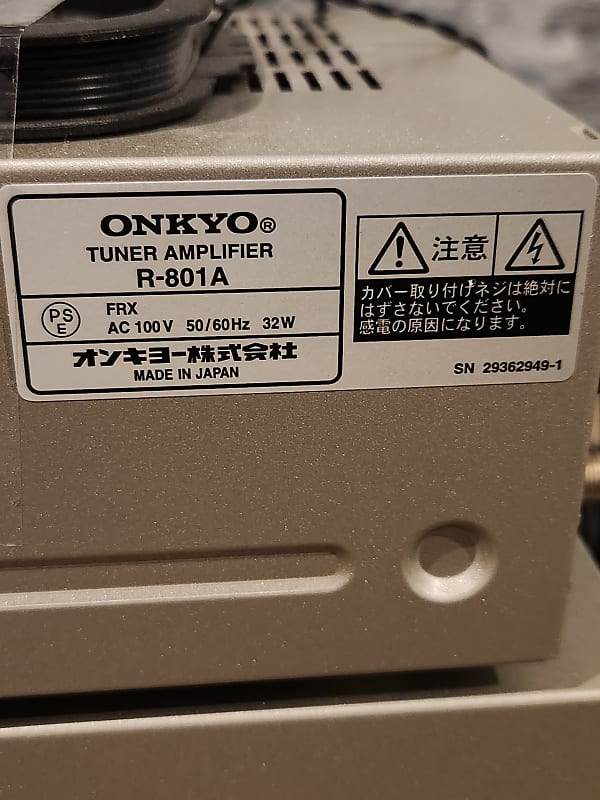 ONKYO®
TUNER AMPLIFIER
R-801A
PS
E
FRX
AC 100V 50/60Hz 32W
オンキヨー株式会社
MADE IN JAPAN
注意
カバー取り付けネジは絶対に
はずさないでください。
感電の原因になります。
SN 29362949-1